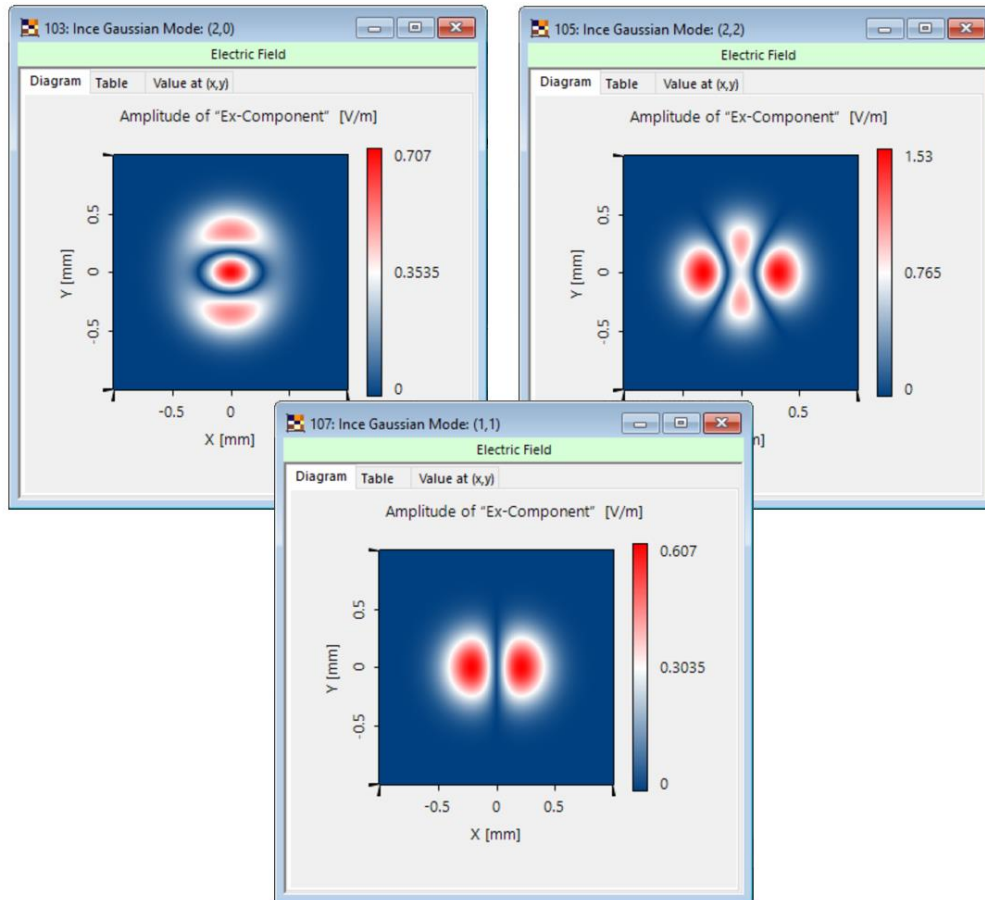 103: Ince Gaussian Mode: (2,0)
Electric Field
Diagram Table Value at (x,y)
Amplitude of “Ex-Component” [V/m]
0.707
0.3535
0
Y [mm]
0.5
0
-0.5
-0.5 0
X [mm]
105: Ince Gaussian Mode: (2,2)
Electric Field
Diagram Table Value at (x,y)
Amplitude of “Ex-Component” [V/m]
1.53
0.765
0
Y [mm]
0.5
0
-0.5
0.5
m]
107: Ince Gaussian Mode: (1,1)
Electric Field
Diagram Table Value at (x,y)
Amplitude of “Ex-Component” [V/m]
0.607
0.3035
0
Y [mm]
0.5
0
-0.5
-0.5 0 0.5
X [mm]